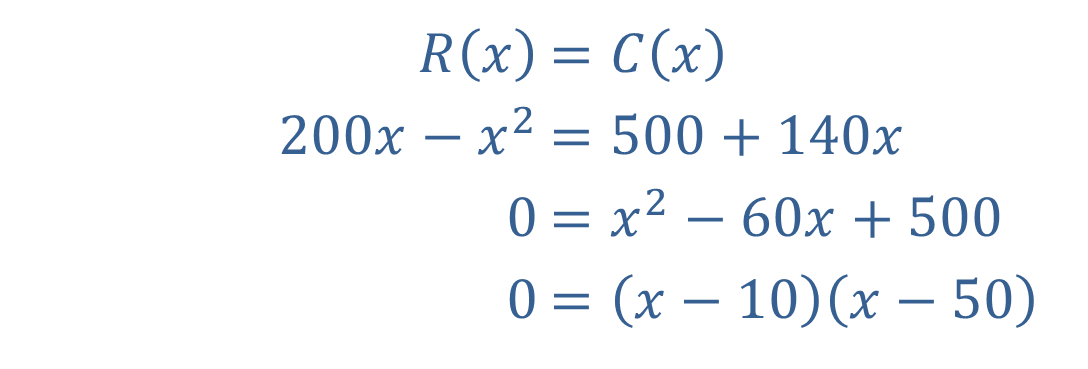 R(x) = C(x)
200x − x² = 500 + 140x
0 = x² − 60x + 500
0 = (x − 10)(x − 50)